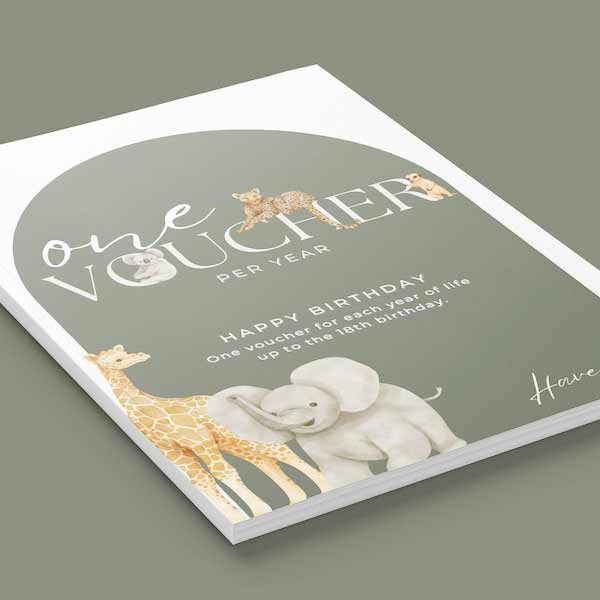 one
VOUCHER
PER YEAR
HAPPY BIRTHDAY
One voucher for each year of life
up to the 18th birthday.
Have